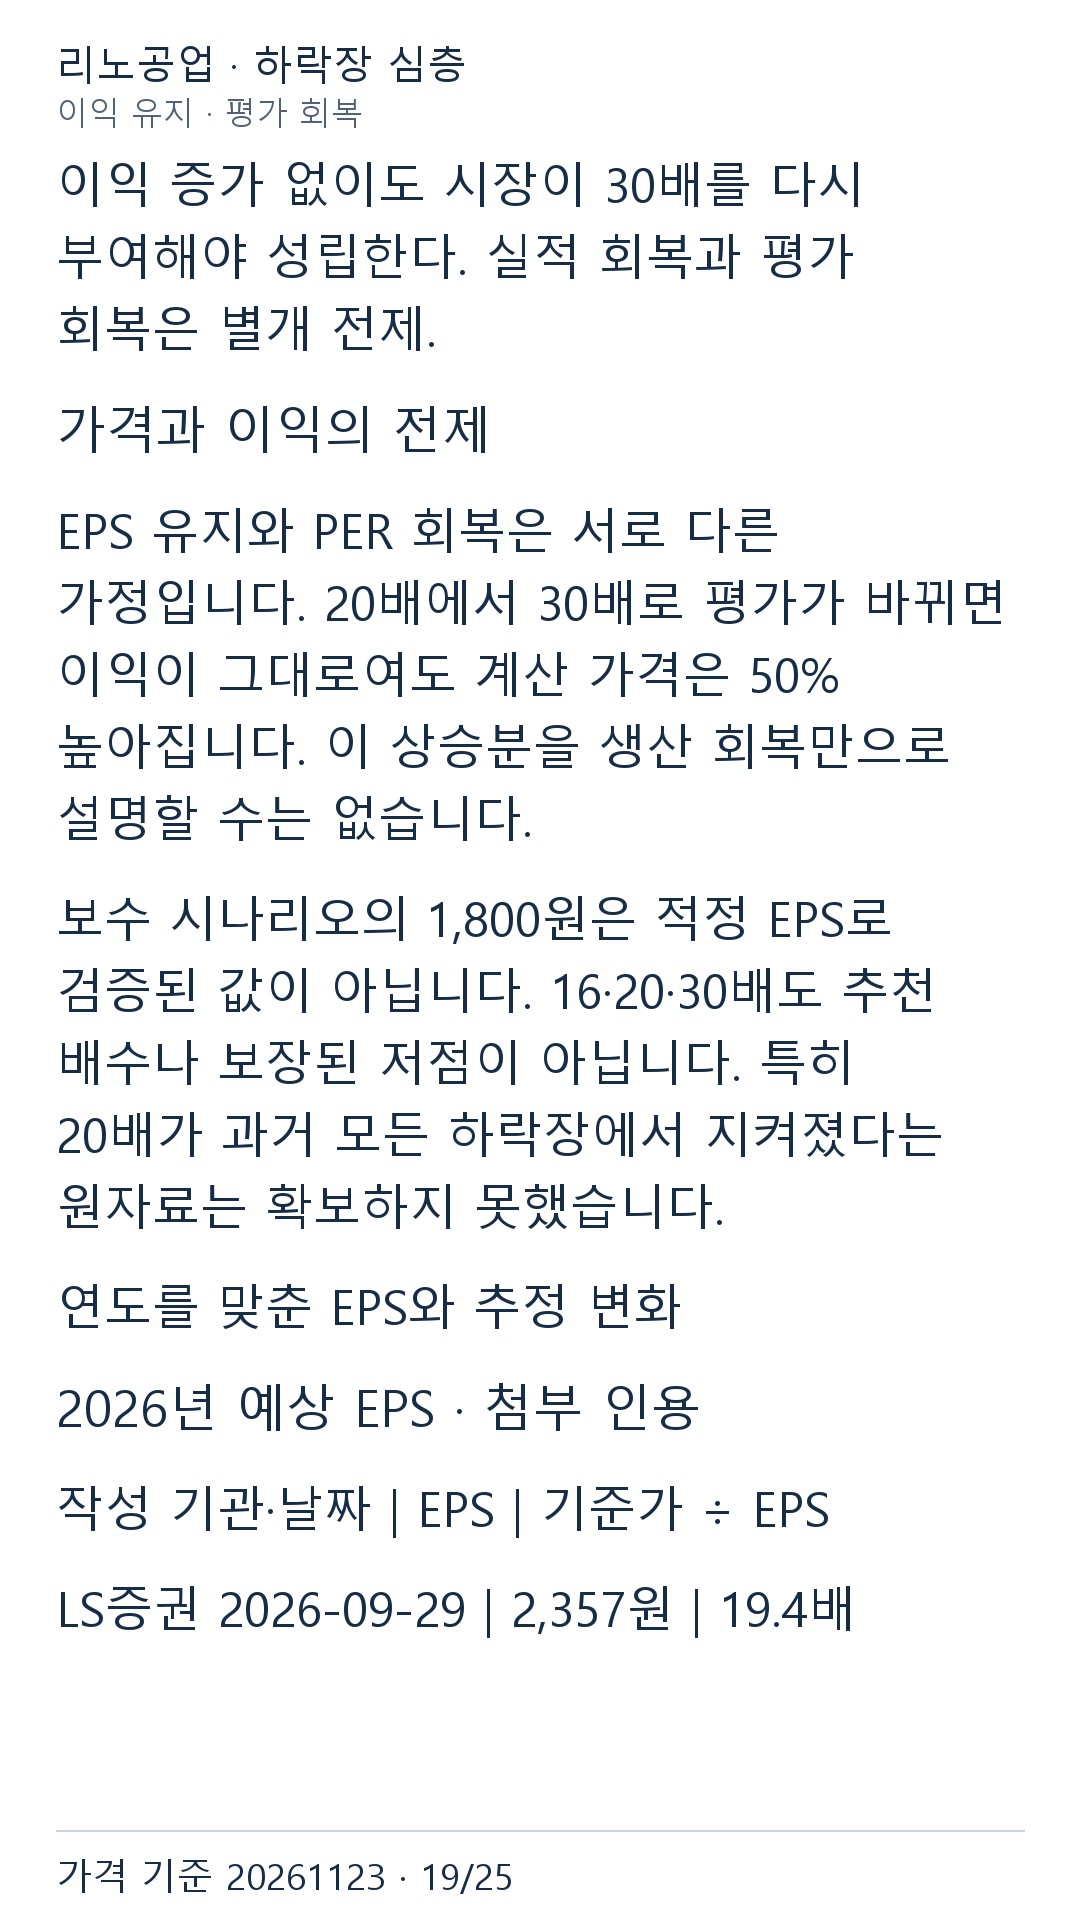 리노공업 · 하락장 심층
이익 유지 · 평가 회복
이익 증가 없이도 시장이 30배를 다시
부여해야 성립한다. 실적 회복과 평가
회복은 별개 전제.
가격과 이익의 전제
EPS 유지와 PER 회복은 서로 다른
가정입니다. 20배에서 30배로 평가가 바뀌면
이익이 그대로여도 계산 가격은 50%
높아집니다. 이 상승분을 생산 회복만으로
설명할 수는 없습니다.
보수 시나리오의 1,800원은 적정 EPS로
검증된 값이 아닙니다. 16·20·30배도 추천
배수나 보장된 저점이 아닙니다. 특히
20배가 과거 모든 하락장에서 지켜졌다는
원자료는 확보하지 못했습니다.
연도를 맞춘 EPS와 추정 변화
2026년 예상 EPS · 첨부 인용
작성 기관·날짜 | EPS | 기준가 ÷ EPS
LS증권 2026-09-29 | 2,357원 | 19.4배
가격 기준 20261123 · 19/25